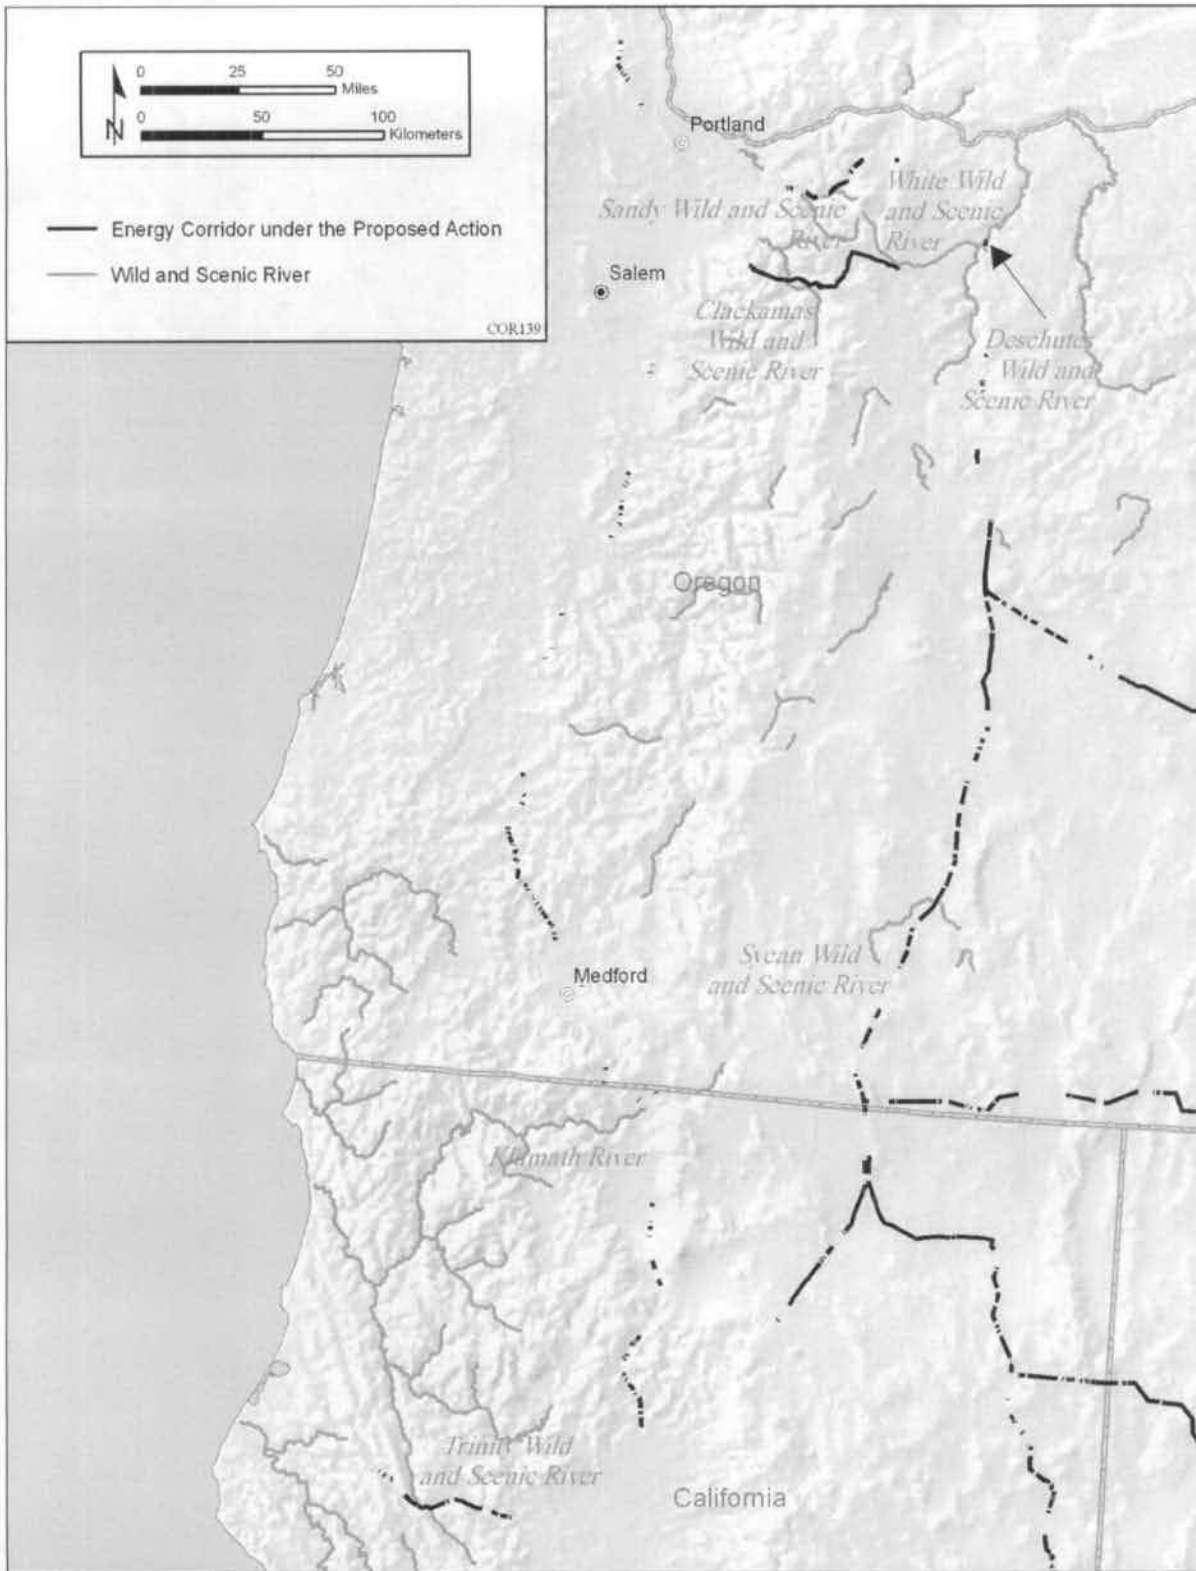 0 25 50
Miles
0 50 100
Kilometers
N
Energy Corridor under the Proposed Action
Wild and Scenic River
COR139
Portland
White Wild
and Scenic
River
Sandy Wild and Scenic
River
Salem
Clackamas
Wild and
Scenic River
Deschutes
Wild and
Scenic River
Oregon
Sycan Wild
and Scenic River
Medford
Klamath River
Trinity Wild
and Scenic River
California